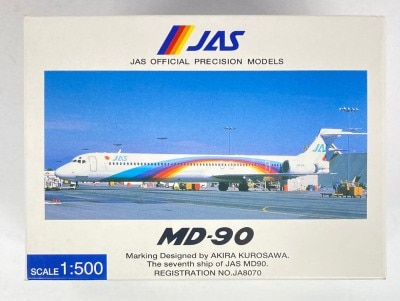 JAS
JAS OFFICIAL PRECISION MODELS
JAS
JAS
MD-90
Marking Designed by AKIRA KUROSAWA.
The seventh ship of JAS MD90.
REGISTRATION NO.JA8070
SCALE 1:500